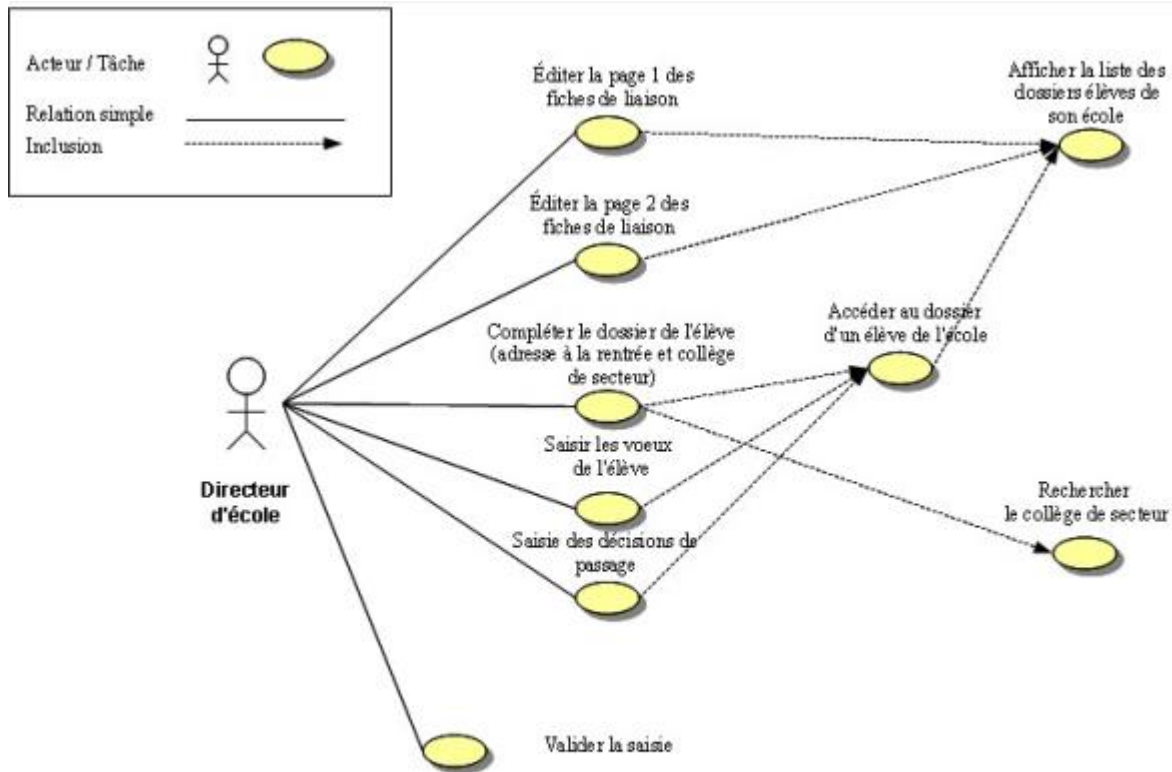 Acteur / Tâche
Relation simple
Inclusion
Éditer la page 1 des
fiches de liaison
Afficher la liste des
dossiers élèves de
son école
Éditer la page 2 des
fiches de liaison
Accéder au dossier
d'un élève de l'école
Compléter le dossier de l'élève
(adresse à la rentrée et collège
de secteur)
Saisir les voeux
de l'élève
Directeur
d'école
Rechercher
le collège de secteur
Saisie des décisions de
passage
Valider la saisie